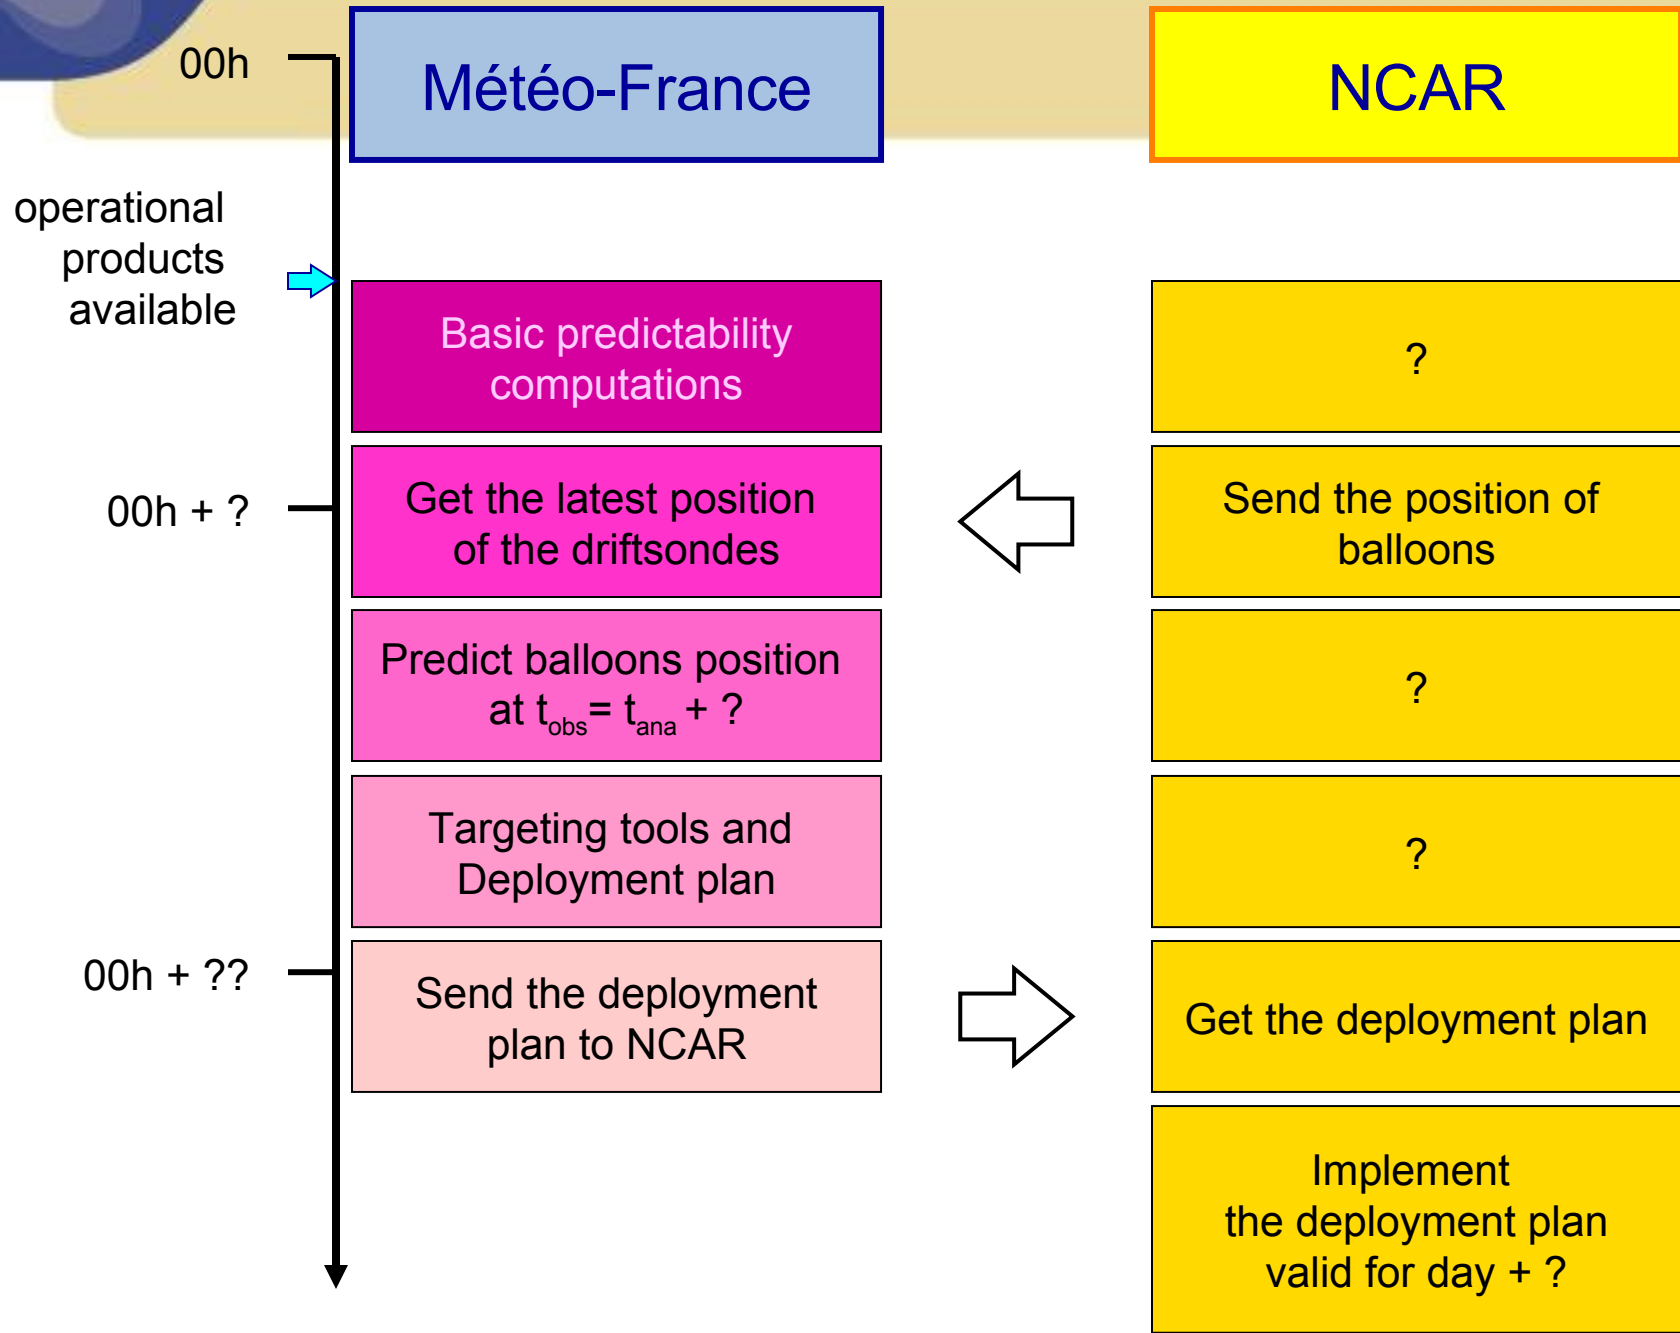 00h
Météo-France
NCAR
operational
products
available
Basic predictability
computations
?
00h + ?
Get the latest position
of the driftsondes
Send the position of
balloons
Predict balloons position
at tobs= tana + ?
?
Targeting tools and
Deployment plan
?
00h + ??
Send the deployment
plan to NCAR
Get the deployment plan
Implement
the deployment plan
valid for day + ?